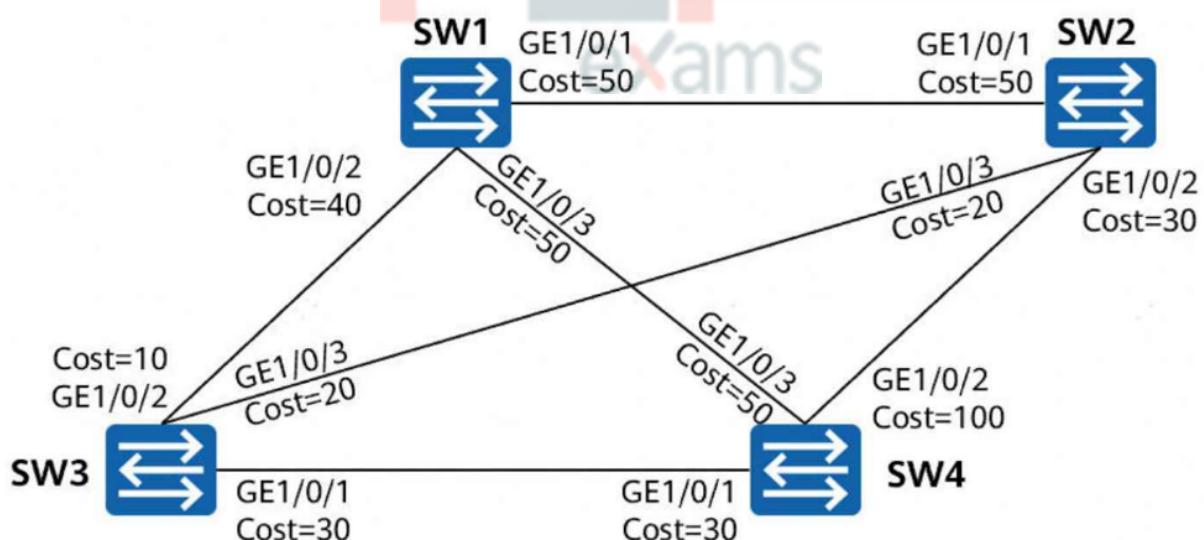 SW1
SW2
GE1/0/1
Cost=50
exams
GE1/0/1
Cost=50
GE1/0/2
Cost=40
GE1/0/3
Cost=50
GE1/0/3
Cost=20
GE1/0/2
Cost=30
Cost=10
GE1/0/2
GE1/0/3
Cost=20
GE1/0/3
Cost=50
GE1/0/2
Cost=100
SW3
SW4
GE1/0/1
Cost=30
GE1/0/1
Cost=30